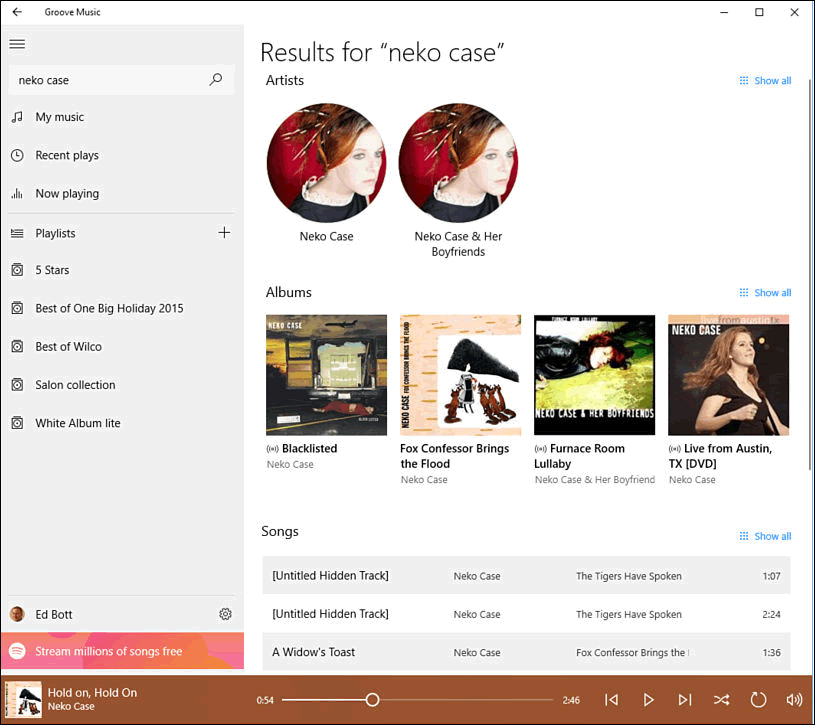 Groove Music
neko case
My music
Recent plays
Now playing
Playlists
5 Stars
Best of One Big Holiday 2015
Best of Wilco
Salon collection
White Album lite
Ed Bott
Stream millions of songs free
Results for “neko case”
Artists
Show all
Neko Case
Neko Case & Her
Boyfriends
Albums
Show all
NEKO CASE
BLACKLISTED
Blacklisted
Neko Case
NEKO CASE FOX CONFESSOR BRINGS THE FLOOD
Fox Confessor Brings
the Flood
Neko Case
FURNACE ROOM LULLABY
NEKO CASE & HER BOYFRIENDS
Furnace Room
Lullaby
Neko Case & Her Boyfriend
live from austin tx
NEKO CASE
Live from Austin,
TX [DVD]
Neko Case
Songs
Show all
[Untitled Hidden Track] Neko Case The Tigers Have Spoken 1:07
[Untitled Hidden Track] Neko Case The Tigers Have Spoken 2:24
A Widow's Toast Neko Case Fox Confessor Brings the 1:36
Hold on, Hold On
Neko Case
0:54
2:46